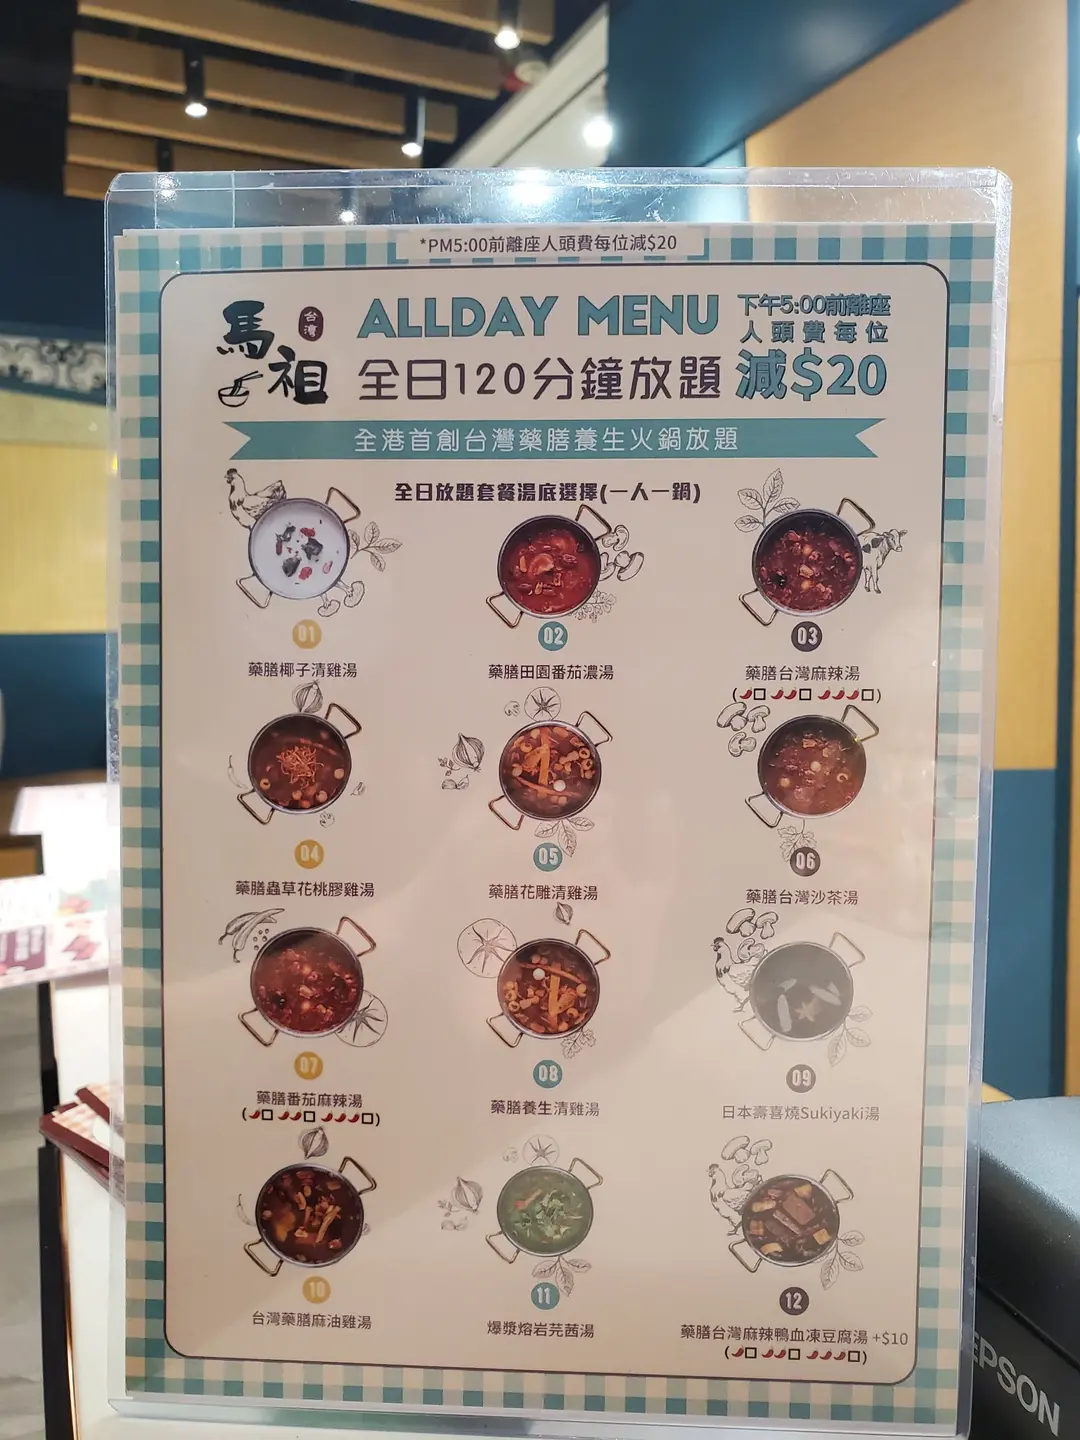 *PM5:00前離座人頭費每位減$20
馬祖
台灣
ALLDAY MENU
全日120分鐘放題
下午5:00前離座
人頭費每位
減$20
全港首創台灣藥膳養生火鍋放題
全日放題套餐湯底選擇(一人一鍋)
01
藥膳椰子清雞湯
02
藥膳田園番茄濃湯
03
藥膳台灣麻辣湯
04
藥膳蟲草花桃膠雞湯
05
藥膳花雕清雞湯
06
藥膳台灣沙茶湯
07
藥膳番茄麻辣湯
08
藥膳養生清雞湯
09
日本壽喜燒Sukiyaki湯
10
台灣藥膳麻油雞湯
11
爆漿熔岩芫茜湯
12
藥膳台灣麻辣鴨血凍豆腐湯 +$10
EPSON